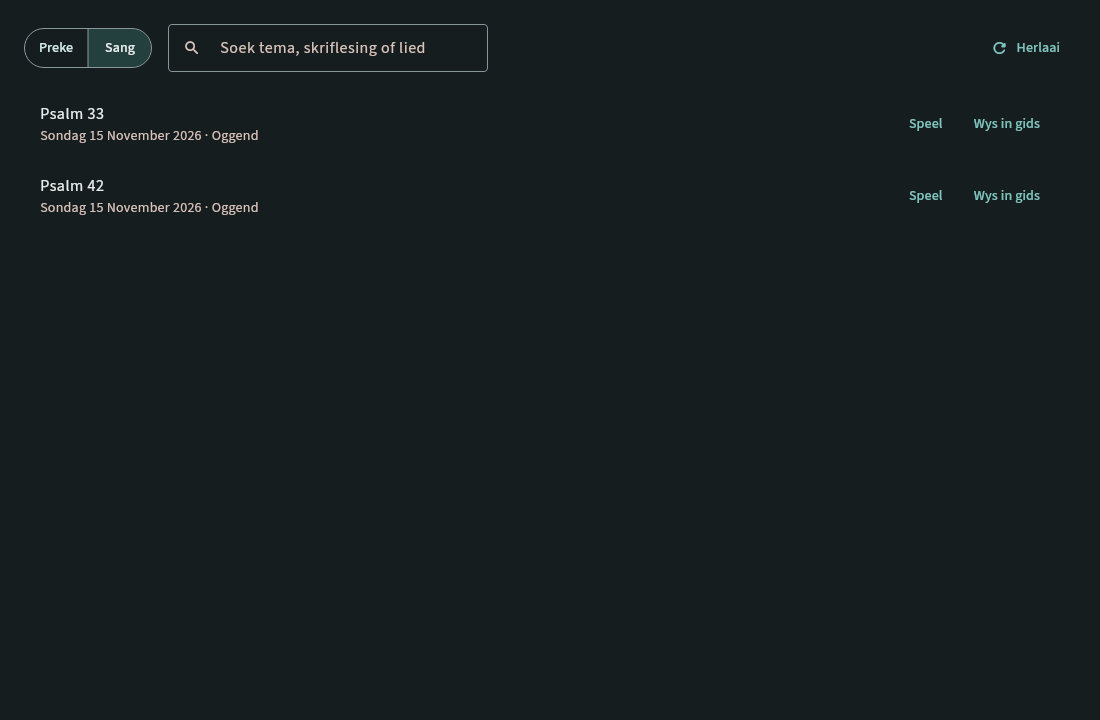 Preke Sang Soek tema, skriflesing of lied Herlaai
Psalm 33
Sondag 15 November 2026 · Oggend
Speel Wys in gids
Psalm 42
Sondag 15 November 2026 · Oggend
Speel Wys in gids